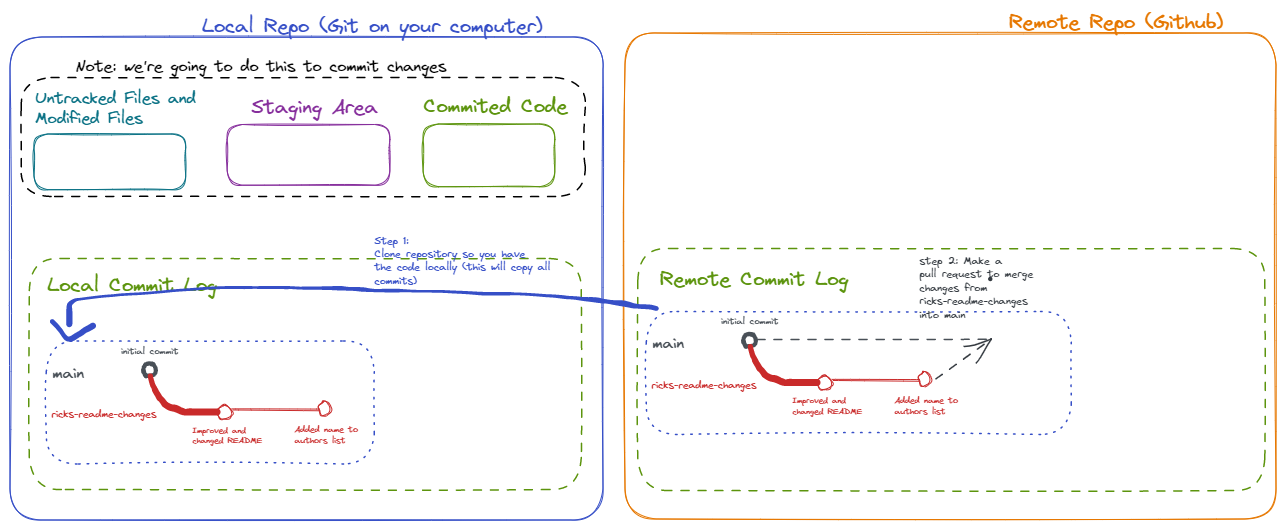 Local Repo (Git on your computer)
Note: we're going to do this to commit changes
Untracked Files and
Modified Files
Staging Area
Commited Code
Step 1:
Clone repository so you have
the code locally (this will copy all
commits)
Local Commit Log
initial commit
main
ricks-readme-changes
Improved and
changed README
Added name to
authors list
Remote Repo (Github)
Remote Commit Log
step 2: Make a
pull request to merge
changes from
ricks-readme-changes
into main
initial commit
main
ricks-readme-changes
Improved and
changed README
Added name to
authors list